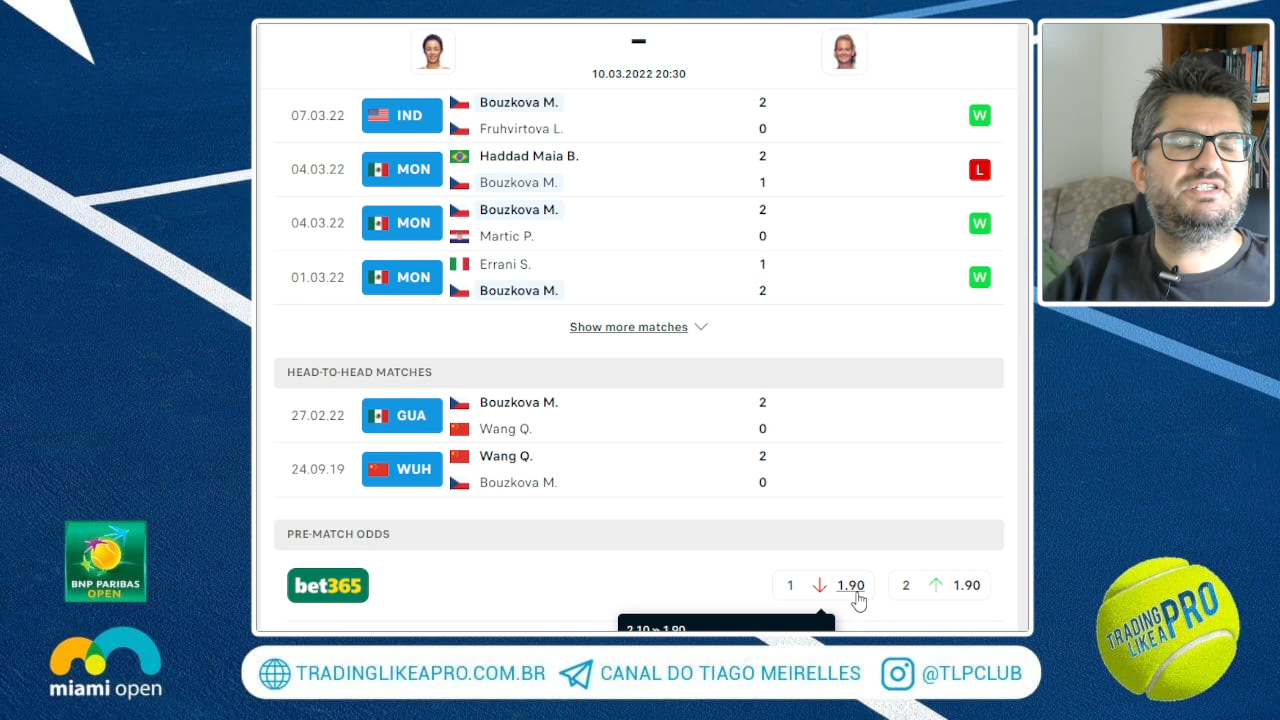 10.03.2022 20:30
07.03.22 IND Bouzkova M. 2 W
Fruhvirtova L. 0
04.03.22 MON Haddad Maia B. 2 L
Bouzkova M. 1
04.03.22 MON Bouzkova M. 2 W
Martic P. 0
01.03.22 MON Errani S. 1 W
Bouzkova M. 2
Show more matches
HEAD-TO-HEAD MATCHES
27.02.22 GUA Bouzkova M. 2
Wang Q. 0
24.09.19 WUH Wang Q. 2
Bouzkova M. 0
PRE-MATCH ODDS
bet365 1 1.90 2 1.90
2.10 » 1.90
BNP PARIBAS
OPEN
miami open
TRADINGLIKEAPRO.COM.BR CANAL DO TIAGO MEIRELLES @TLPCLUB
TRADING
LIKE A PRO